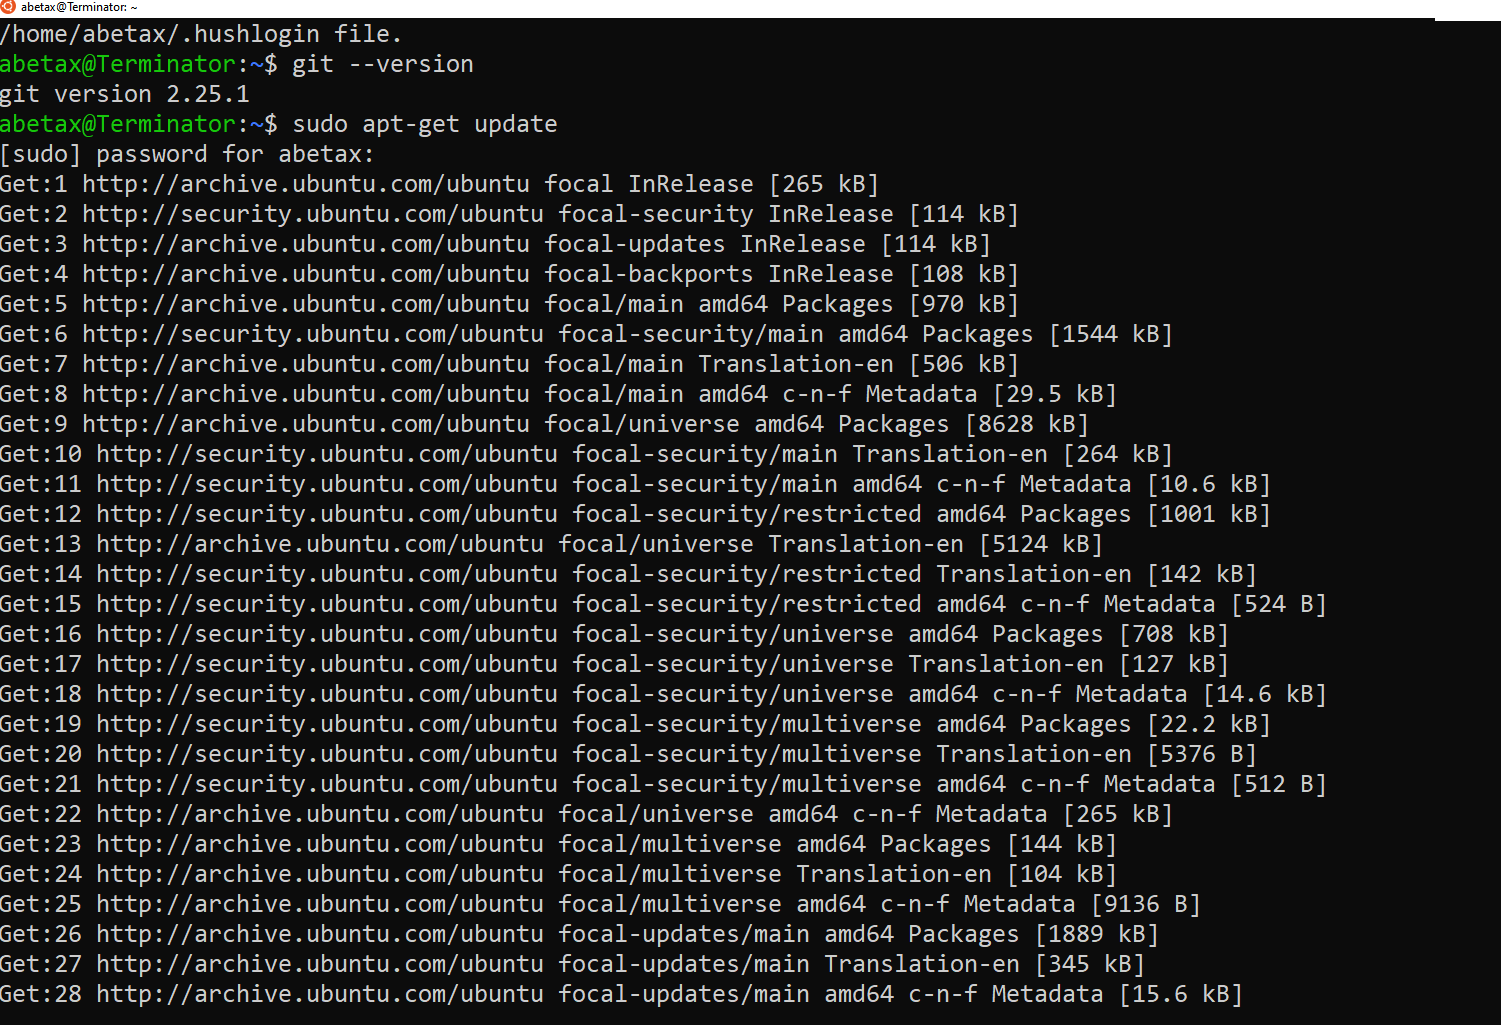 abetax@Terminator: ~
/home/abetax/.hushlogin file.
abetax@Terminator:~$ git --version
git version 2.25.1
abetax@Terminator:~$ sudo apt-get update
[sudo] password for abetax:
Get:1 http://archive.ubuntu.com/ubuntu focal InRelease [265 kB]
Get:2 http://security.ubuntu.com/ubuntu focal-security InRelease [114 kB]
Get:3 http://archive.ubuntu.com/ubuntu focal-updates InRelease [114 kB]
Get:4 http://archive.ubuntu.com/ubuntu focal-backports InRelease [108 kB]
Get:5 http://archive.ubuntu.com/ubuntu focal/main amd64 Packages [970 kB]
Get:6 http://security.ubuntu.com/ubuntu focal-security/main amd64 Packages [1544 kB]
Get:7 http://archive.ubuntu.com/ubuntu focal/main Translation-en [506 kB]
Get:8 http://archive.ubuntu.com/ubuntu focal/main amd64 c-n-f Metadata [29.5 kB]
Get:9 http://archive.ubuntu.com/ubuntu focal/universe amd64 Packages [8628 kB]
Get:10 http://security.ubuntu.com/ubuntu focal-security/main Translation-en [264 kB]
Get:11 http://security.ubuntu.com/ubuntu focal-security/main amd64 c-n-f Metadata [10.6 kB]
Get:12 http://security.ubuntu.com/ubuntu focal-security/restricted amd64 Packages [1001 kB]
Get:13 http://archive.ubuntu.com/ubuntu focal/universe Translation-en [5124 kB]
Get:14 http://security.ubuntu.com/ubuntu focal-security/restricted Translation-en [142 kB]
Get:15 http://security.ubuntu.com/ubuntu focal-security/restricted amd64 c-n-f Metadata [524 B]
Get:16 http://security.ubuntu.com/ubuntu focal-security/universe amd64 Packages [708 kB]
Get:17 http://security.ubuntu.com/ubuntu focal-security/universe Translation-en [127 kB]
Get:18 http://security.ubuntu.com/ubuntu focal-security/universe amd64 c-n-f Metadata [14.6 kB]
Get:19 http://security.ubuntu.com/ubuntu focal-security/multiverse amd64 Packages [22.2 kB]
Get:20 http://security.ubuntu.com/ubuntu focal-security/multiverse Translation-en [5376 B]
Get:21 http://security.ubuntu.com/ubuntu focal-security/multiverse amd64 c-n-f Metadata [512 B]
Get:22 http://archive.ubuntu.com/ubuntu focal/universe amd64 c-n-f Metadata [265 kB]
Get:23 http://archive.ubuntu.com/ubuntu focal/multiverse amd64 Packages [144 kB]
Get:24 http://archive.ubuntu.com/ubuntu focal/multiverse Translation-en [104 kB]
Get:25 http://archive.ubuntu.com/ubuntu focal/multiverse amd64 c-n-f Metadata [9136 B]
Get:26 http://archive.ubuntu.com/ubuntu focal-updates/main amd64 Packages [1889 kB]
Get:27 http://archive.ubuntu.com/ubuntu focal-updates/main Translation-en [345 kB]
Get:28 http://archive.ubuntu.com/ubuntu focal-updates/main amd64 c-n-f Metadata [15.6 kB]